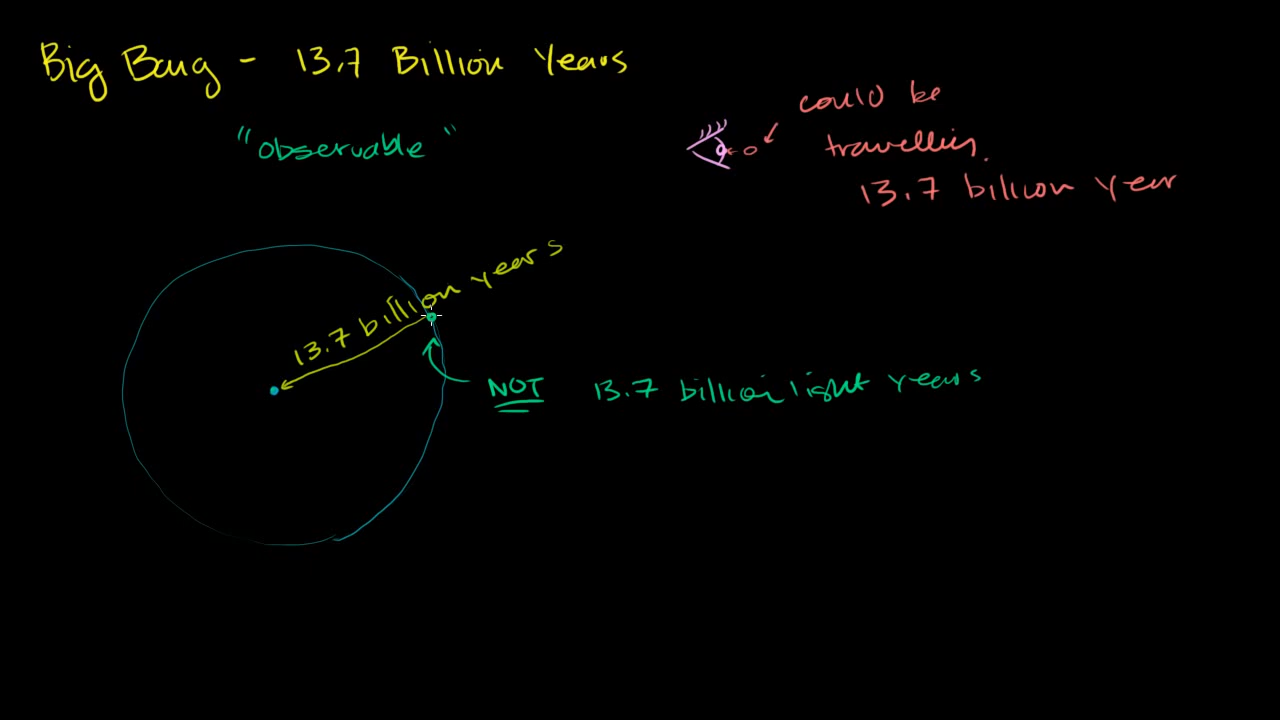 Big Bang - 13.7 Billion Years
"observable"
could be
travelling
13.7 billion year
13.7 billion years
NOT 13.7 billion light years